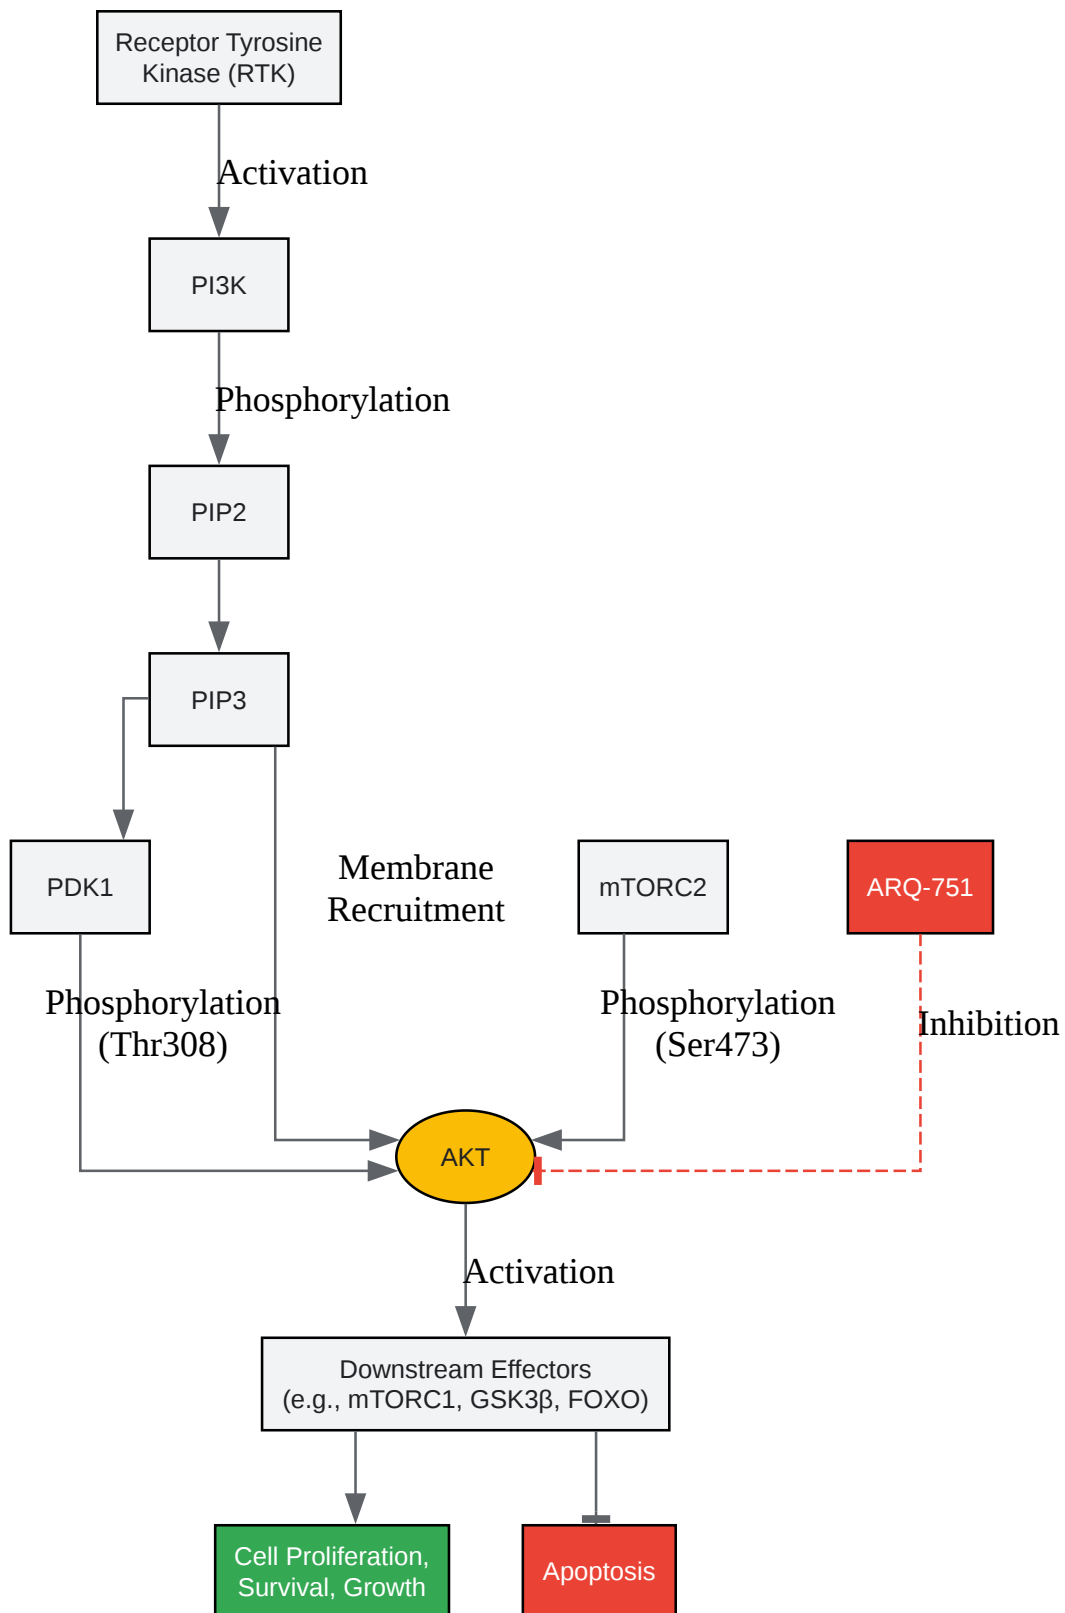 Receptor Tyrosine
Kinase (RTK)
Activation
PI3K
Phosphorylation
PIP2
PIP3
Membrane
Recruitment
PDK1
mTORC2
ARQ-751
Phosphorylation
(Thr308)
Phosphorylation
(Ser473)
Inhibition
AKT
Activation
Downstream Effectors
(e.g., mTORC1, GSK3β, FOXO)
Cell Proliferation,
Survival, Growth
Apoptosis